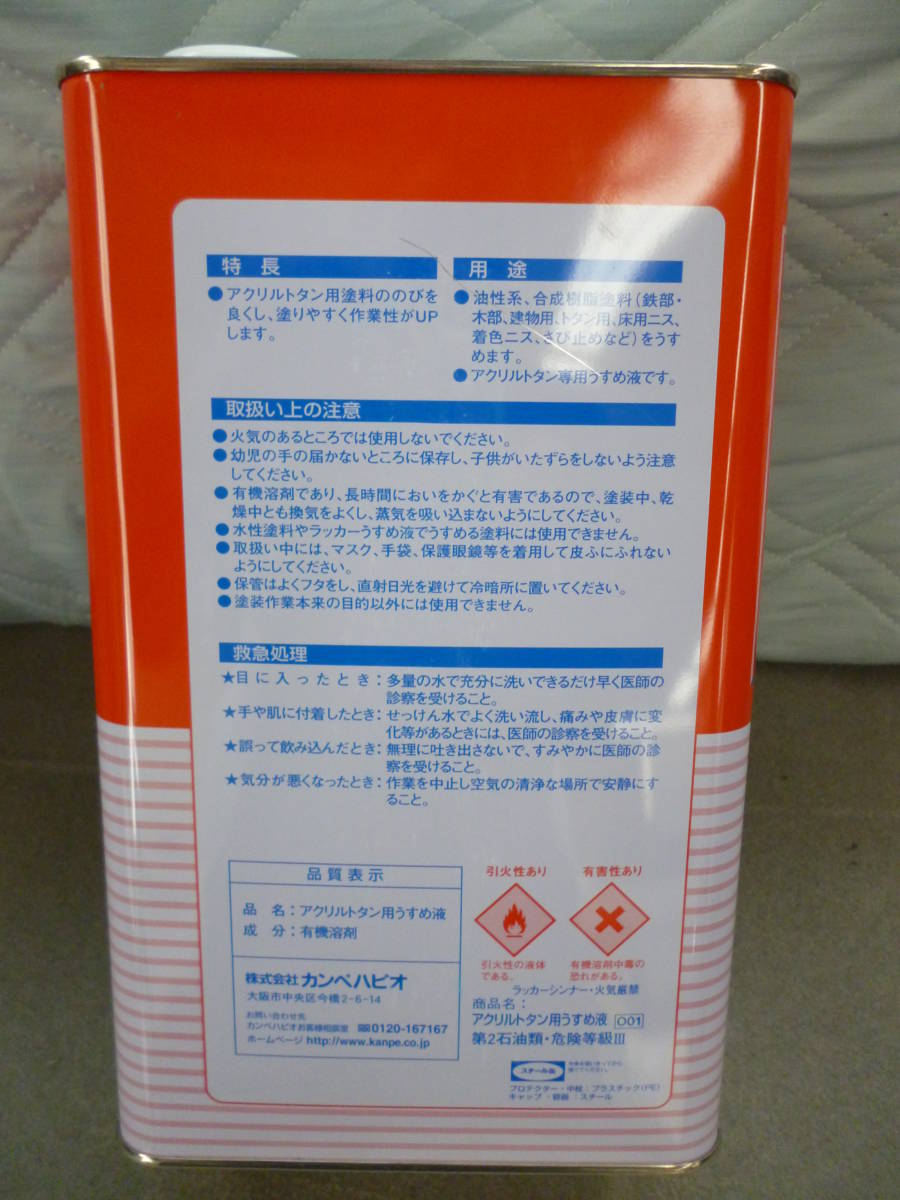 特長
●アクリルトタン用塗料ののびを
良くし、塗りやすく作業性がUP
します。
用途
●油性系、合成樹脂塗料（鉄部・
木部、建物用、トタン用、床用ニス、
着色ニス、さび止めなど）をうす
めます。
●アクリルトタン専用うすめ液です。
取扱い上の注意
●火気のあるところでは使用しないでください。
●幼児の手の届かないところに保存し、子供がいたずらをしないよう注意
してください。
●有機溶剤であり、長時間においをかぐと有害であるので、塗装中、乾
燥中とも換気をよくし、蒸気を吸い込まないようにしてください。
●水性塗料やラッカーうすめ液でうすめる塗料には使用できません。
●取扱い中には、マスク、手袋、保護眼鏡等を着用して皮ふにふれない
ようにしてください。
●保管はよくフタをし、直射日光を避けて冷暗所に置いてください。
●塗装作業本来の目的以外には使用できません。
救急処理
★目に入ったとき：多量の水で充分に洗いできるだけ早く医師の
診察を受けること。
★手や肌に付着したとき：せっけん水でよく洗い流し、痛みや皮膚に変
化等があるときには、医師の診察を受けること。
★誤って飲み込んだとき：無理に吐き出さないで、すみやかに医師の診
察を受けること。
★気分が悪くなったとき：作業を中止し空気の清浄な場所で安静にす
ること。
品質表示
品名：アクリルトタン用うすめ液
成分：有機溶剤
株式会社 カンペハピオ
大阪市中央区今橋2-6-14
お問い合わせ先
カンペハピオお客様相談室 0120-167167
ホームページ http://www.kanpe.co.jp
引火性あり
引火性の液体
である。
有害性あり
有機溶剤中毒の
恐れがある。
ラッカーシンナー・火気厳禁
商品名：
アクリルトタン用うすめ液 001
第2石油類・危険等級III
スチール缶
プロテクター・中栓：プラスチック（PE）
キャップ・容器：スチール